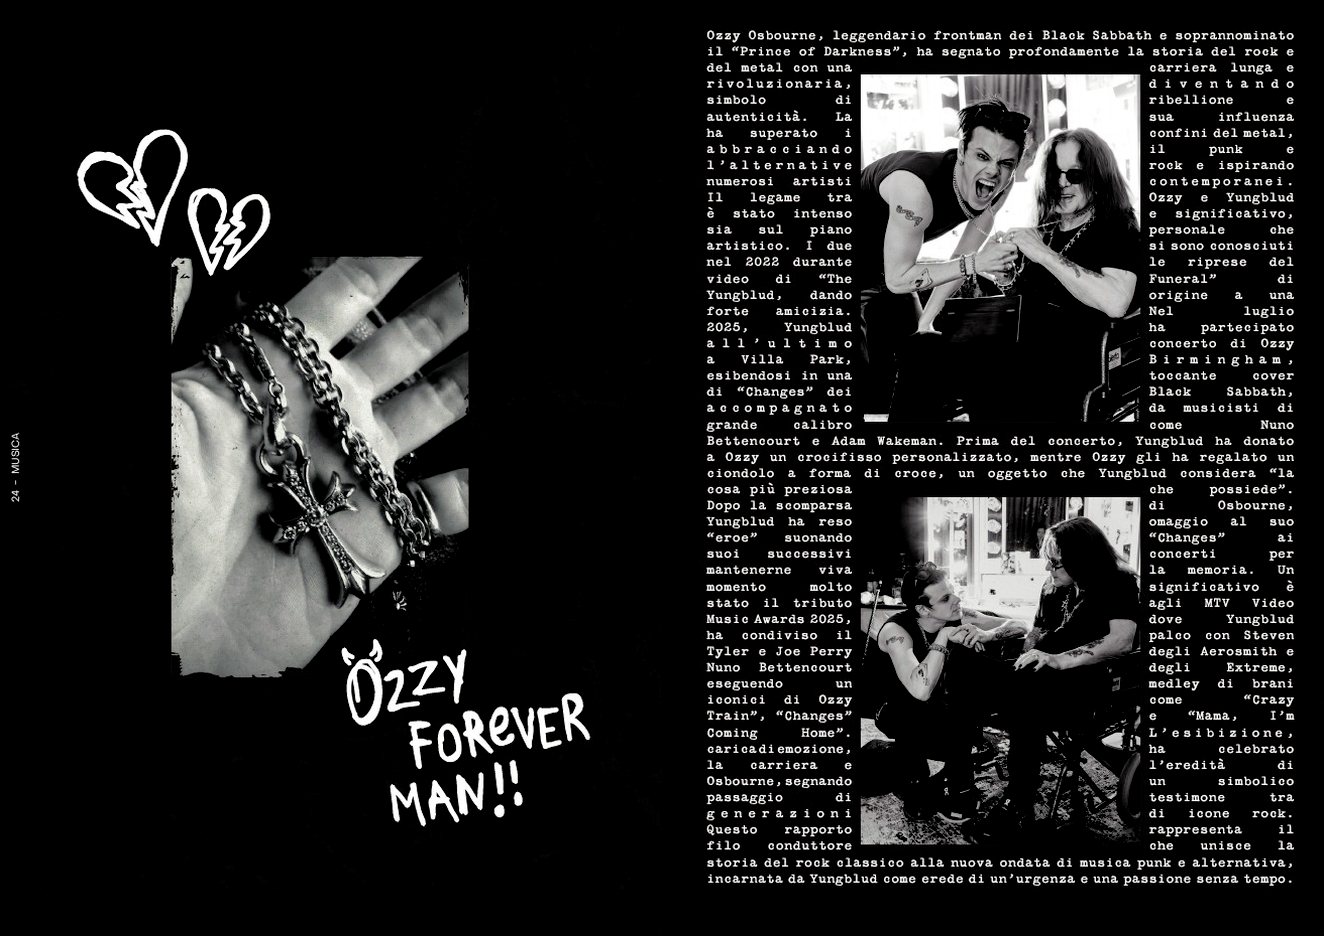 24 - MUSICA
Ozzy
FOReVER
MAN!!
Ozzy Osbourne, leggendario frontman dei Black Sabbath e soprannominato
il “Prince of Darkness”, ha segnato profondamente la storia del rock e
del metal con una carriera lunga e
rivoluzionaria, diventando
simbolo di ribellione e
autenticità. La sua influenza
ha superato i confini del metal,
abbracciando il punk e
l’alternative rock e ispirando
numerosi artisti contemporanei.
Il legame tra Ozzy e Yungblud
è stato intenso e significativo,
sia sul piano personale che
artistico. I due si sono conosciuti
nel 2022 durante le riprese del
video di “The Funeral” di
Yungblud, dando origine a una
forte amicizia. Nel luglio
2025, Yungblud ha partecipato
all’ultimo concerto di Ozzy
a Villa Park, Birmingham,
esibendosi in una toccante cover
di “Changes” dei Black Sabbath,
accompagnato da musicisti di
grande calibro come Nuno
Bettencourt e Adam Wakeman. Prima del concerto, Yungblud ha donato
a Ozzy un crocifisso personalizzato, mentre Ozzy gli ha regalato un
ciondolo a forma di croce, un oggetto che Yungblud considera “la
cosa più preziosa che possiede”.
Dopo la scomparsa di Osbourne,
Yungblud ha reso omaggio al suo
“eroe” suonando “Changes” ai
suoi successivi concerti per
mantenerne viva la memoria. Un
momento molto significativo è
stato il tributo agli MTV Video
Music Awards 2025, dove Yungblud
ha condiviso il palco con Steven
Tyler e Joe Perry degli Aerosmith e
Nuno Bettencourt degli Extreme,
eseguendo un medley di brani
iconici di Ozzy come “Crazy
Train”, “Changes” e “Mama, I’m
Coming Home”. L’esibizione,
carica di emozione, ha celebrato
la carriera e l’eredità di
Osbourne, segnando un simbolico
passaggio di testimone tra
generazioni di icone rock.
Questo rapporto rappresenta il
filo conduttore che unisce la
storia del rock classico alla nuova ondata di musica punk e alternativa,
incarnata da Yungblud come erede di un’urgenza e una passione senza tempo.